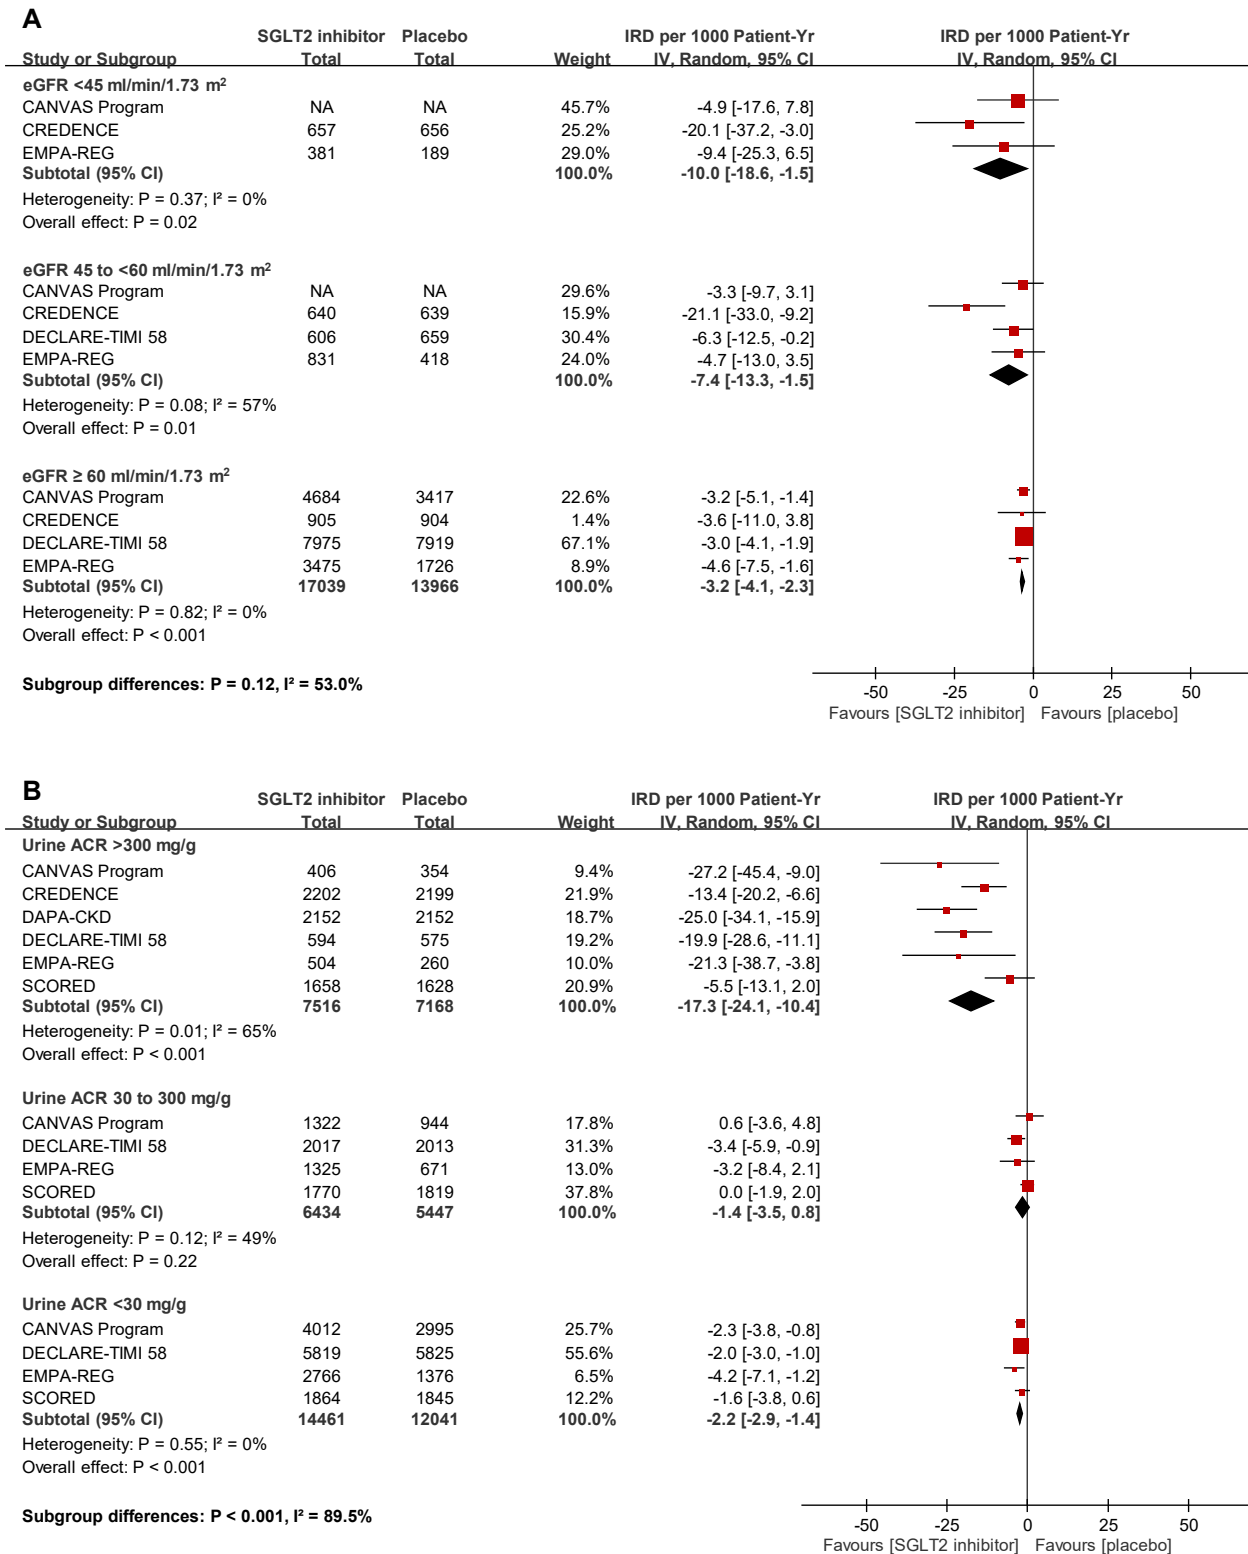 A
SGLT2 inhibitor Placebo IRD per 1000 Patient-Yr IRD per 1000 Patient-Yr
Study or Subgroup Total Total Weight IV, Random, 95% CI IV, Random, 95% CI
eGFR <45 ml/min/1.73 m²
CANVAS Program NA NA 45.7% -4.9 [-17.6, 7.8]
CREDENCE 657 656 25.2% -20.1 [-37.2, -3.0]
EMPA-REG 381 189 29.0% -9.4 [-25.3, 6.5]
Subtotal (95% CI) 100.0% -10.0 [-18.6, -1.5]
Heterogeneity: P = 0.37; I² = 0%
Overall effect: P = 0.02
eGFR 45 to <60 ml/min/1.73 m²
CANVAS Program NA NA 29.6% -3.3 [-9.7, 3.1]
CREDENCE 640 639 15.9% -21.1 [-33.0, -9.2]
DECLARE-TIMI 58 606 659 30.4% -6.3 [-12.5, -0.2]
EMPA-REG 831 418 24.0% -4.7 [-13.0, 3.5]
Subtotal (95% CI) 100.0% -7.4 [-13.3, -1.5]
Heterogeneity: P = 0.08; I² = 57%
Overall effect: P = 0.01
eGFR ≥ 60 ml/min/1.73 m²
CANVAS Program 4684 3417 22.6% -3.2 [-5.1, -1.4]
CREDENCE 905 904 1.4% -3.6 [-11.0, 3.8]
DECLARE-TIMI 58 7975 7919 67.1% -3.0 [-4.1, -1.9]
EMPA-REG 3475 1726 8.9% -4.6 [-7.5, -1.6]
Subtotal (95% CI) 17039 13966 100.0% -3.2 [-4.1, -2.3]
Heterogeneity: P = 0.82; I² = 0%
Overall effect: P < 0.001
Subgroup differences: P = 0.12, I² = 53.0%
-50 -25 0 25 50
Favours [SGLT2 inhibitor] Favours [placebo]
B
SGLT2 inhibitor Placebo IRD per 1000 Patient-Yr IRD per 1000 Patient-Yr
Study or Subgroup Total Total Weight IV, Random, 95% CI IV, Random, 95% CI
Urine ACR >300 mg/g
CANVAS Program 406 354 9.4% -27.2 [-45.4, -9.0]
CREDENCE 2202 2199 21.9% -13.4 [-20.2, -6.6]
DAPA-CKD 2152 2152 18.7% -25.0 [-34.1, -15.9]
DECLARE-TIMI 58 594 575 19.2% -19.9 [-28.6, -11.1]
EMPA-REG 504 260 10.0% -21.3 [-38.7, -3.8]
SCORED 1658 1628 20.9% -5.5 [-13.1, 2.0]
Subtotal (95% CI) 7516 7168 100.0% -17.3 [-24.1, -10.4]
Heterogeneity: P = 0.01; I² = 65%
Overall effect: P < 0.001
Urine ACR 30 to 300 mg/g
CANVAS Program 1322 944 17.8% 0.6 [-3.6, 4.8]
DECLARE-TIMI 58 2017 2013 31.3% -3.4 [-5.9, -0.9]
EMPA-REG 1325 671 13.0% -3.2 [-8.4, 2.1]
SCORED 1770 1819 37.8% 0.0 [-1.9, 2.0]
Subtotal (95% CI) 6434 5447 100.0% -1.4 [-3.5, 0.8]
Heterogeneity: P = 0.12; I² = 49%
Overall effect: P = 0.22
Urine ACR <30 mg/g
CANVAS Program 4012 2995 25.7% -2.3 [-3.8, -0.8]
DECLARE-TIMI 58 5819 5825 55.6% -2.0 [-3.0, -1.0]
EMPA-REG 2766 1376 6.5% -4.2 [-7.1, -1.2]
SCORED 1864 1845 12.2% -1.6 [-3.8, 0.6]
Subtotal (95% CI) 14461 12041 100.0% -2.2 [-2.9, -1.4]
Heterogeneity: P = 0.55; I² = 0%
Overall effect: P < 0.001
Subgroup differences: P < 0.001, I² = 89.5%
-50 -25 0 25 50
Favours [SGLT2 inhibitor] Favours [placebo]